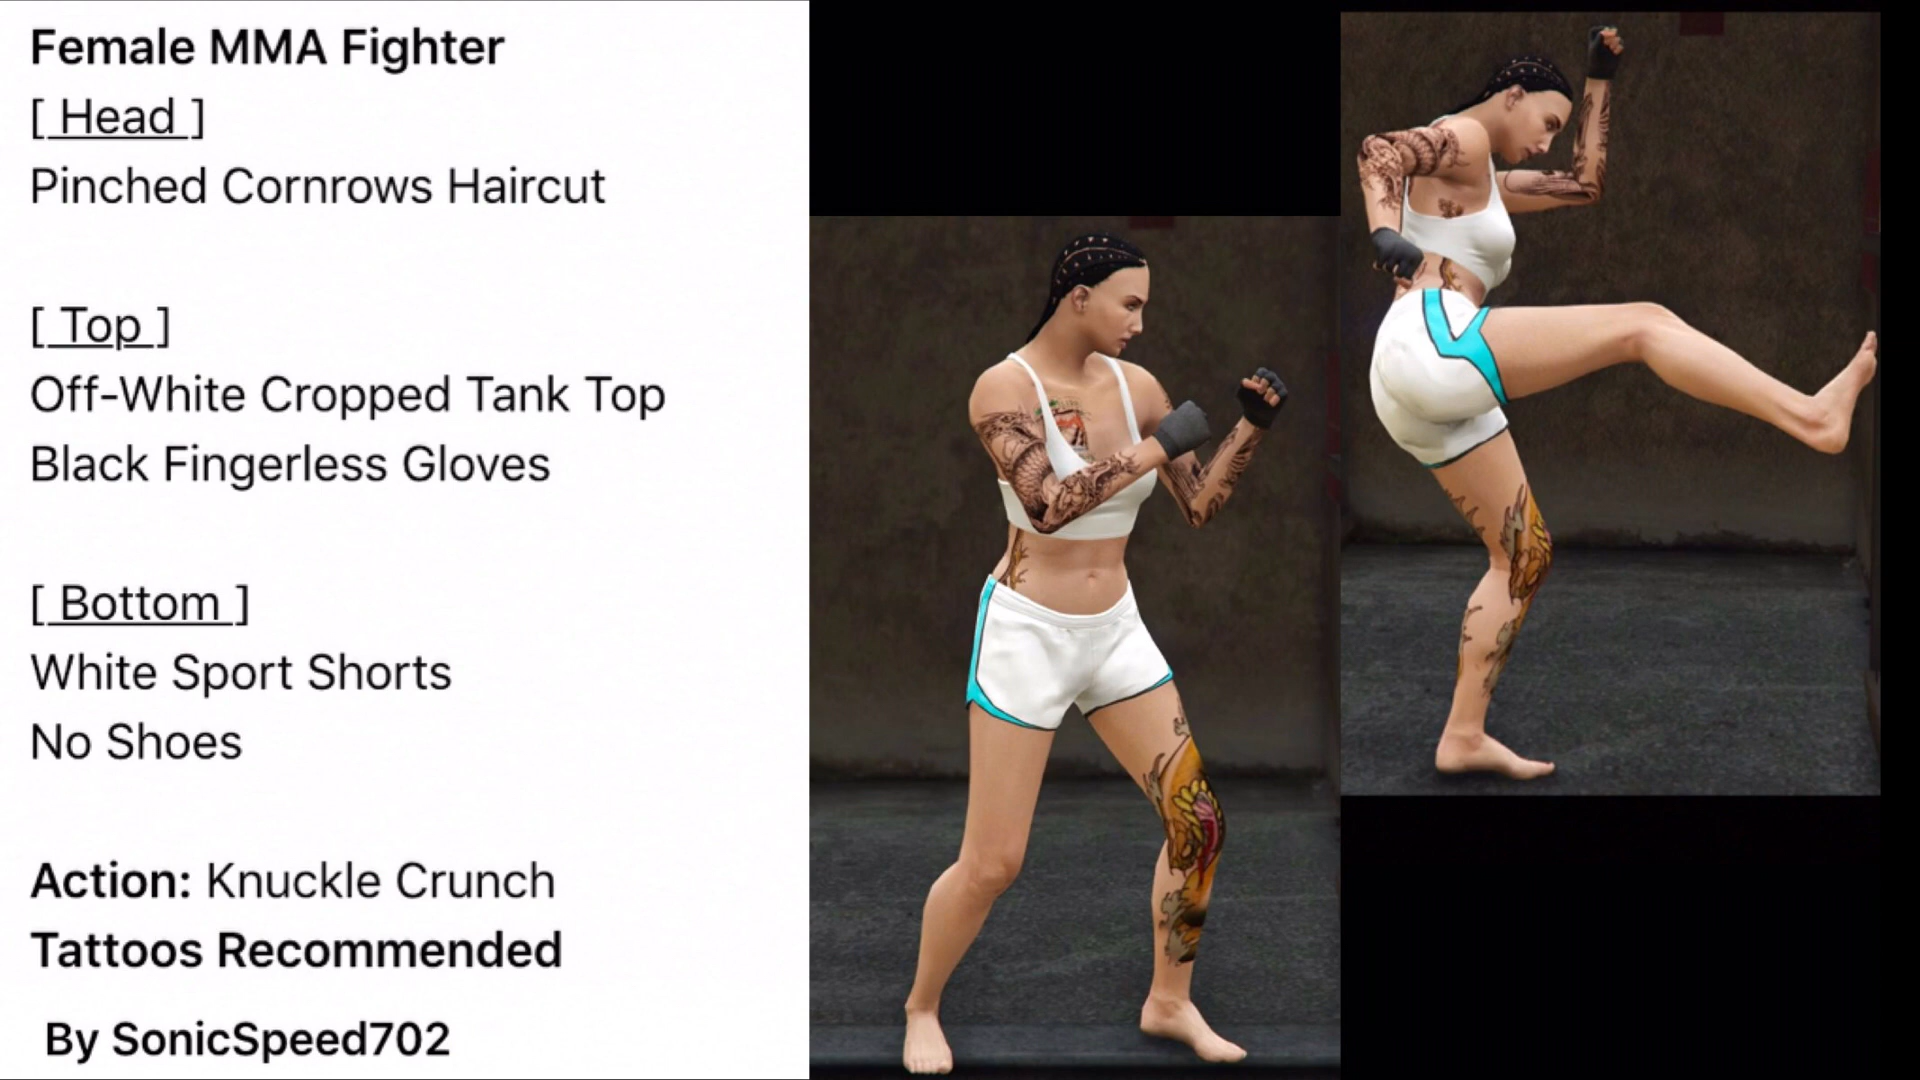 Female MMA Fighter
[ Head ]
Pinched Cornrows Haircut
[ Top ]
Off-White Cropped Tank Top
Black Fingerless Gloves
[ Bottom ]
White Sport Shorts
No Shoes
Action: Knuckle Crunch
Tattoos Recommended
By SonicSpeed702